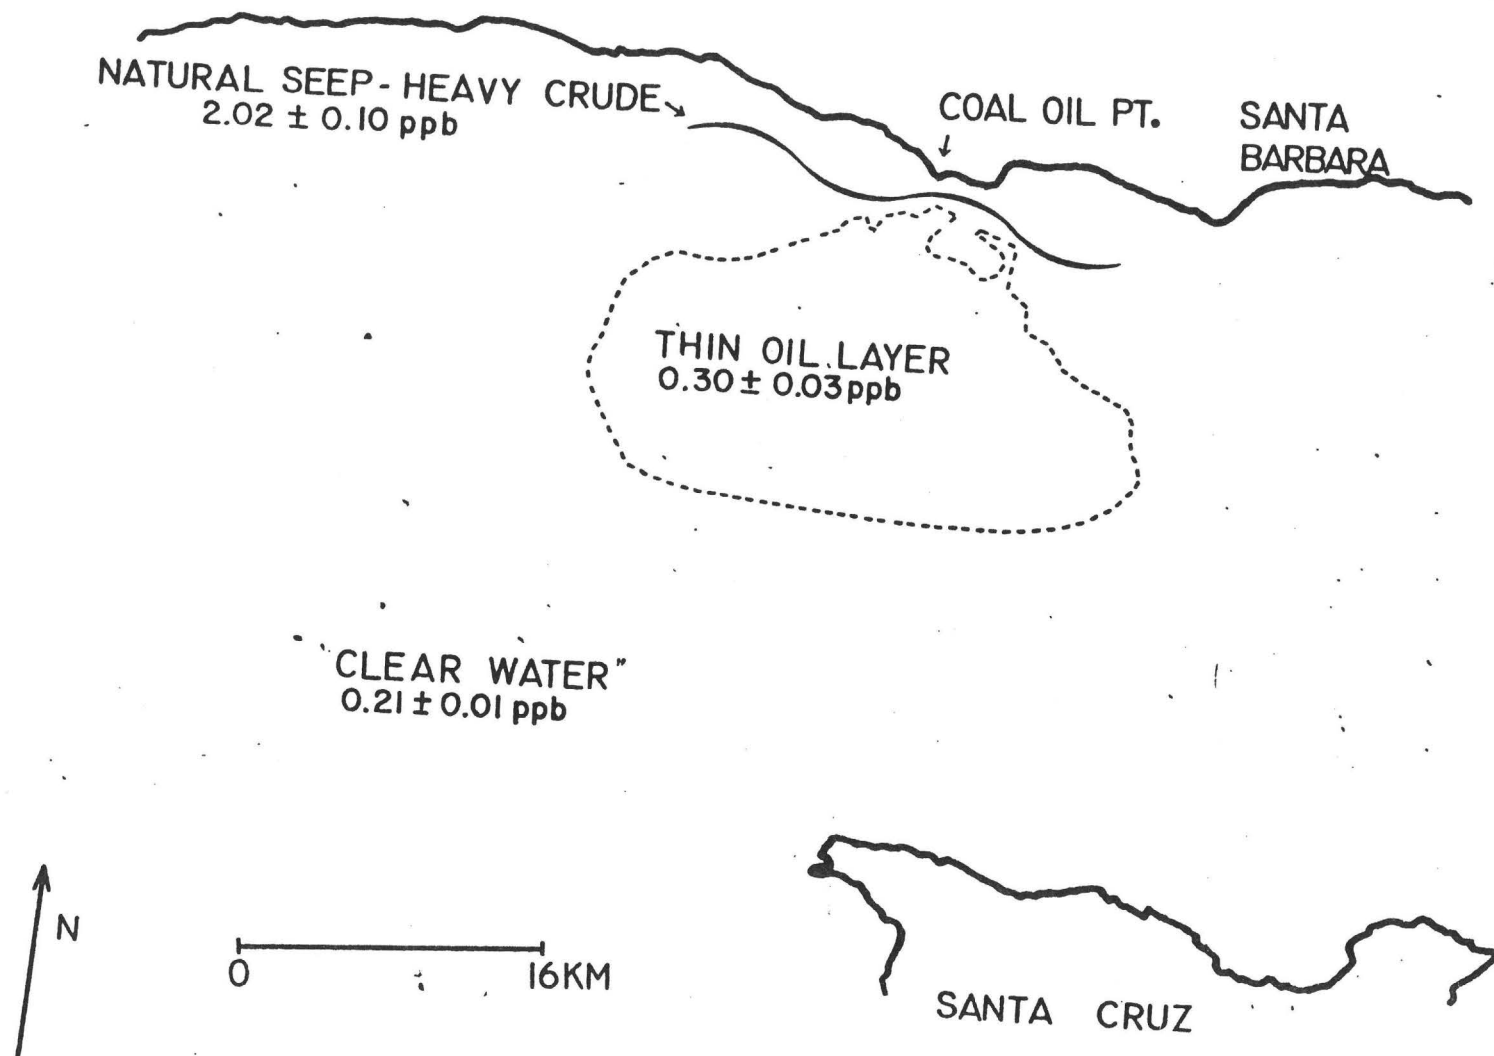 NATURAL SEEP-HEAVY CRUDE
2.02 ± 0.10 ppb
COAL OIL PT.
SANTA
BARBARA
THIN OIL LAYER
0.30 ± 0.03 ppb
"CLEAR WATER"
0.21 ± 0.01 ppb
N
0 16KM
SANTA CRUZ